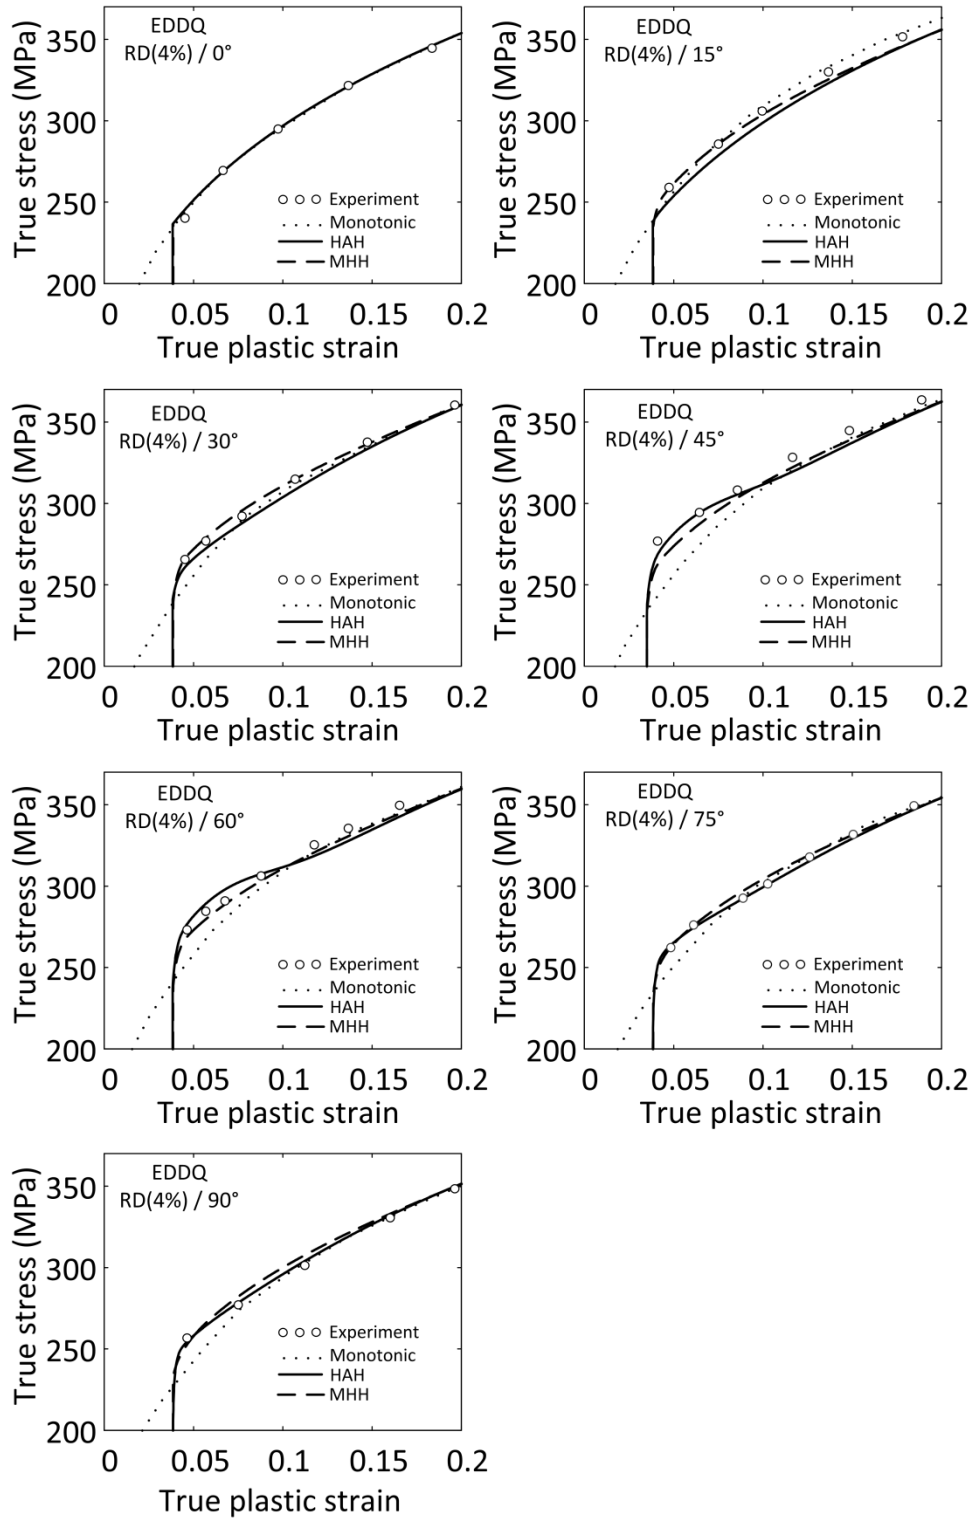 EDDQ
RD(4%) / 0°
True stress (MPa)
350
300
250
200
Experiment
Monotonic
HAH
MHH
0 0.05 0.1 0.15 0.2
True plastic strain
EDDQ
RD(4%) / 15°
True stress (MPa)
350
300
250
200
Experiment
Monotonic
HAH
MHH
0 0.05 0.1 0.15 0.2
True plastic strain
EDDQ
RD(4%) / 30°
True stress (MPa)
350
300
250
200
Experiment
Monotonic
HAH
MHH
0 0.05 0.1 0.15 0.2
True plastic strain
EDDQ
RD(4%) / 45°
True stress (MPa)
350
300
250
200
Experiment
Monotonic
HAH
MHH
0 0.05 0.1 0.15 0.2
True plastic strain
EDDQ
RD(4%) / 60°
True stress (MPa)
350
300
250
200
Experiment
Monotonic
HAH
MHH
0 0.05 0.1 0.15 0.2
True plastic strain
EDDQ
RD(4%) / 75°
True stress (MPa)
350
300
250
200
Experiment
Monotonic
HAH
MHH
0 0.05 0.1 0.15 0.2
True plastic strain
EDDQ
RD(4%) / 90°
True stress (MPa)
350
300
250
200
Experiment
Monotonic
HAH
MHH
0 0.05 0.1 0.15 0.2
True plastic strain